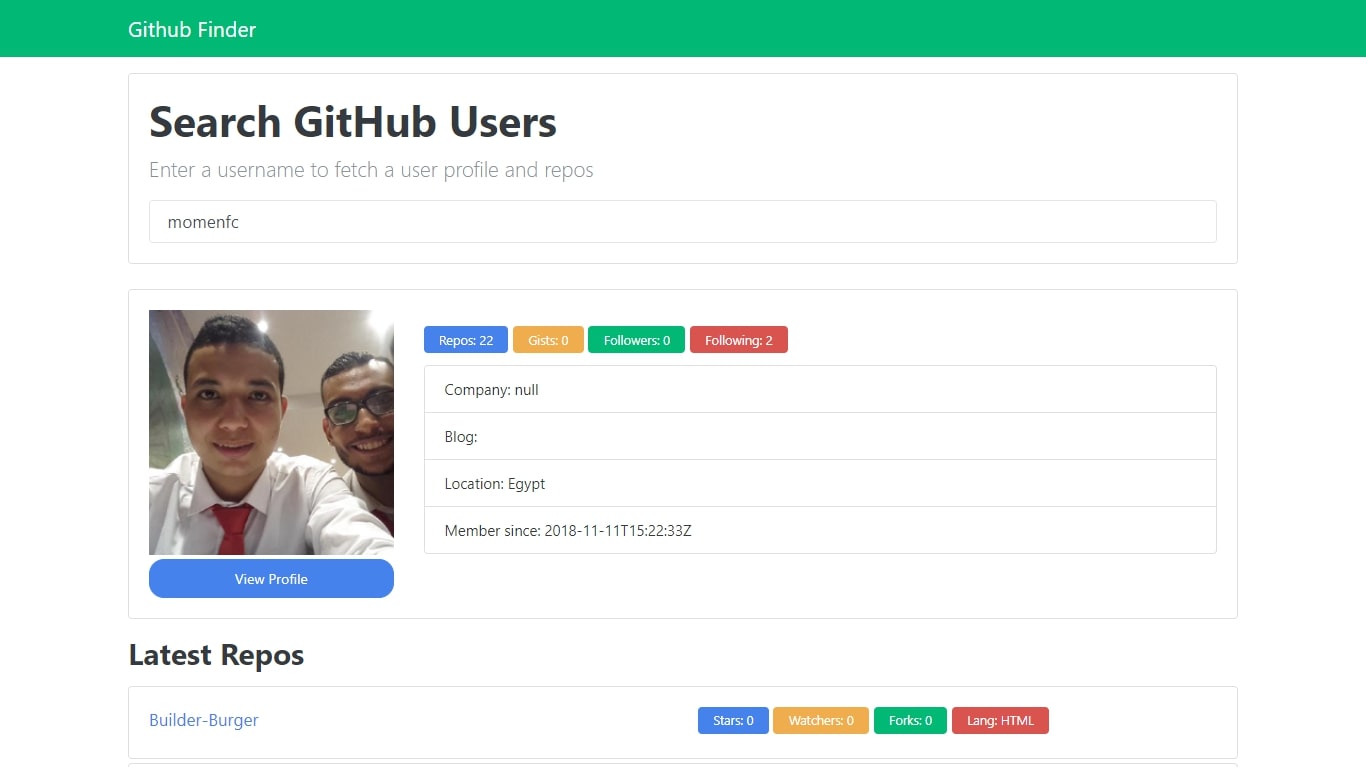 Github Finder
Search GitHub Users
Enter a username to fetch a user profile and repos
momenfc
Repos: 22 Gists: 0 Followers: 0 Following: 2
Company: null
Blog:
Location: Egypt
Member since: 2018-11-11T15:22:33Z
View Profile
Latest Repos
Builder-Burger Stars: 0 Watchers: 0 Forks: 0 Lang: HTML